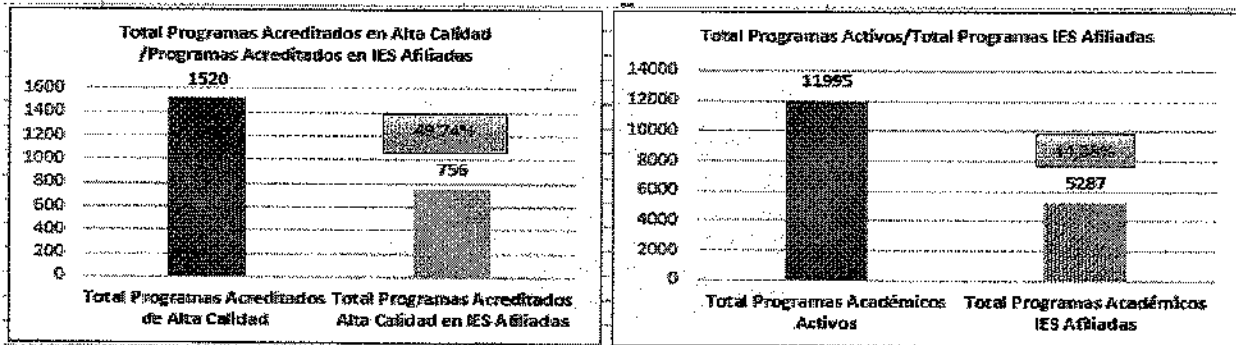 Total Programas Acreditados en Alta Calidad
/Programas Acreditados en IES Afiliadas
1600
1400
1200
1000
800
600
400
200
0
1520
49,74%
756
Total Programas Acreditados
de Alta Calidad
Total Programas Acreditados
Alta Calidad en IES Afiliadas
Total Programas Activos/Total Programas IES Afiliadas
14000
12000
10000
8000
6000
4000
2000
0
11995
5287
Total Programas Académicos
Activos
Total Programas Académicos
IES Afiliadas